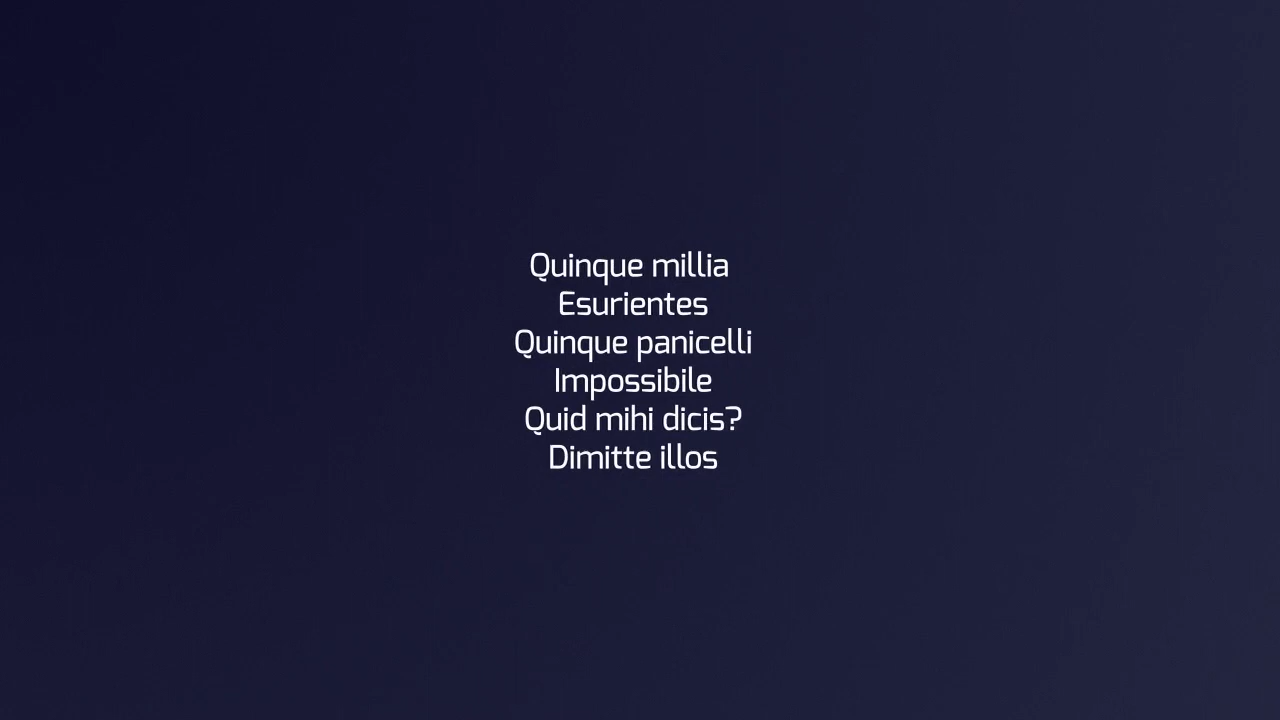 Quinque millia
Esurientes
Quinque panicelli
Impossibile
Quid mihi dicis?
Dimitte illos